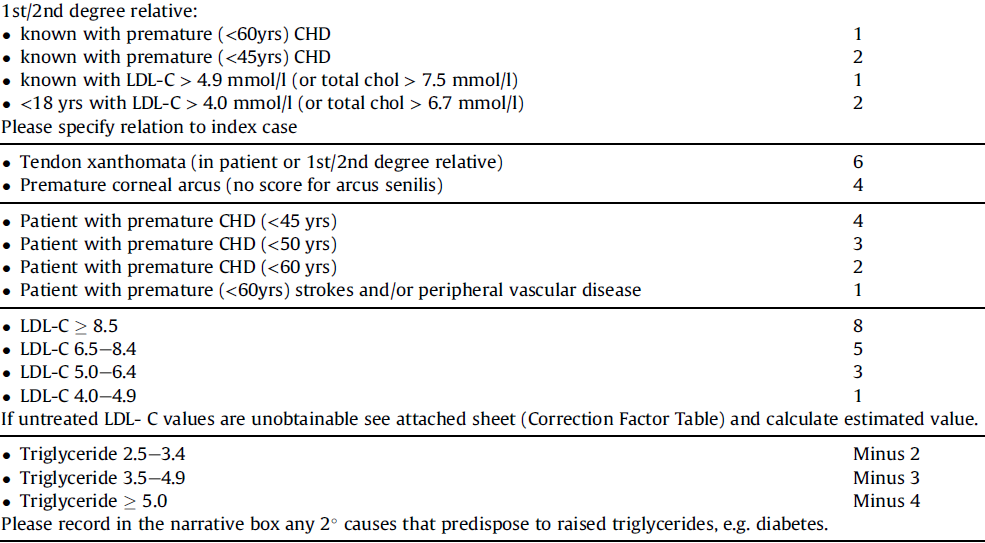 1st/2nd degree relative:
• known with premature (<60yrs) CHD 1
• known with premature (<45yrs) CHD 2
• known with LDL-C > 4.9 mmol/l (or total chol > 7.5 mmol/l) 1
• <18 yrs with LDL-C > 4.0 mmol/l (or total chol > 6.7 mmol/l) 2
Please specify relation to index case
• Tendon xanthomata (in patient or 1st/2nd degree relative) 6
• Premature corneal arcus (no score for arcus senilis) 4
• Patient with premature CHD (<45 yrs) 4
• Patient with premature CHD (<50 yrs) 3
• Patient with premature CHD (<60 yrs) 2
• Patient with premature (<60yrs) strokes and/or peripheral vascular disease 1
• LDL-C ≥ 8.5 8
• LDL-C 6.5–8.4 5
• LDL-C 5.0–6.4 3
• LDL-C 4.0–4.9 1
If untreated LDL- C values are unobtainable see attached sheet (Correction Factor Table) and calculate estimated value.
• Triglyceride 2.5–3.4 Minus 2
• Triglyceride 3.5–4.9 Minus 3
• Triglyceride ≥ 5.0 Minus 4
Please record in the narrative box any 2° causes that predispose to raised triglycerides, e.g. diabetes.